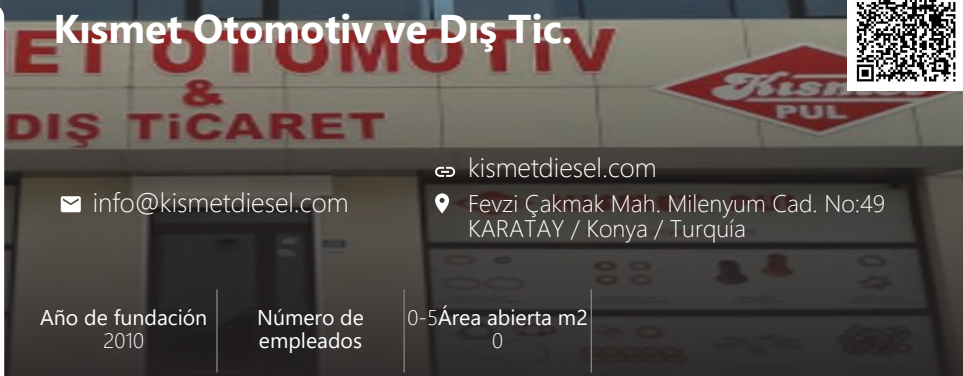 Kısmet Otomotiv ve Dış Tic.
ET OTOMOTIV
&
DIŞ TiCARET
Kısmet
PUL
kismetdiesel.com
info@kismetdiesel.com
Fevzi Çakmak Mah. Milenyum Cad. No:49
KARATAY / Konya / Turquía
Año de fundación
2010
Número de
empleados
0-5
Área abierta m2
0